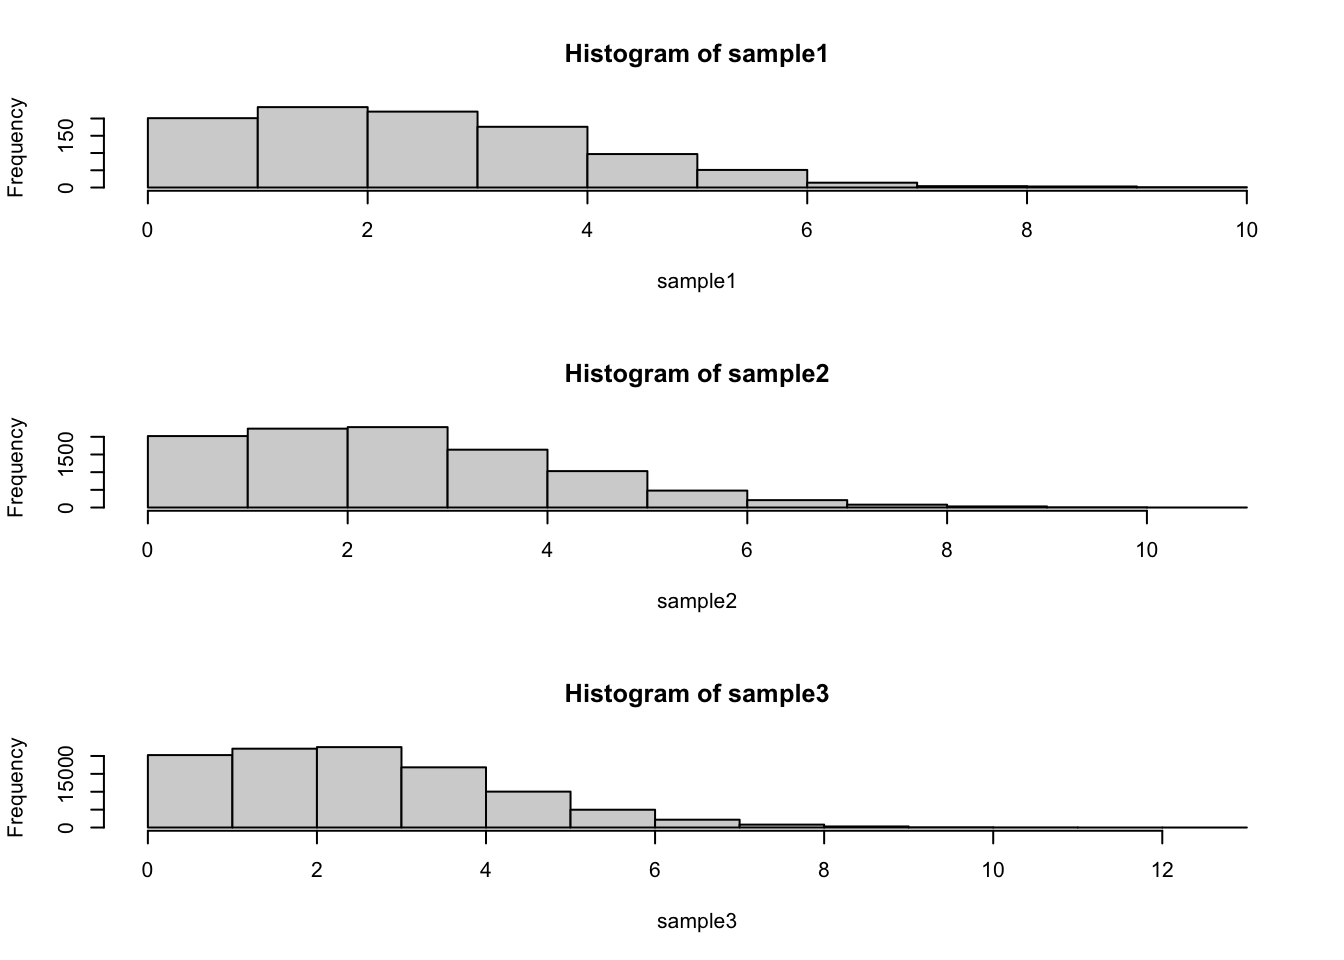 Histogram of sample1
Frequency
150
0
0 2 4 6 8 10
sample1
Histogram of sample2
Frequency
1500
0
0 2 4 6 8 10
sample2
Histogram of sample3
Frequency
15000
0
0 2 4 6 8 10 12
sample3